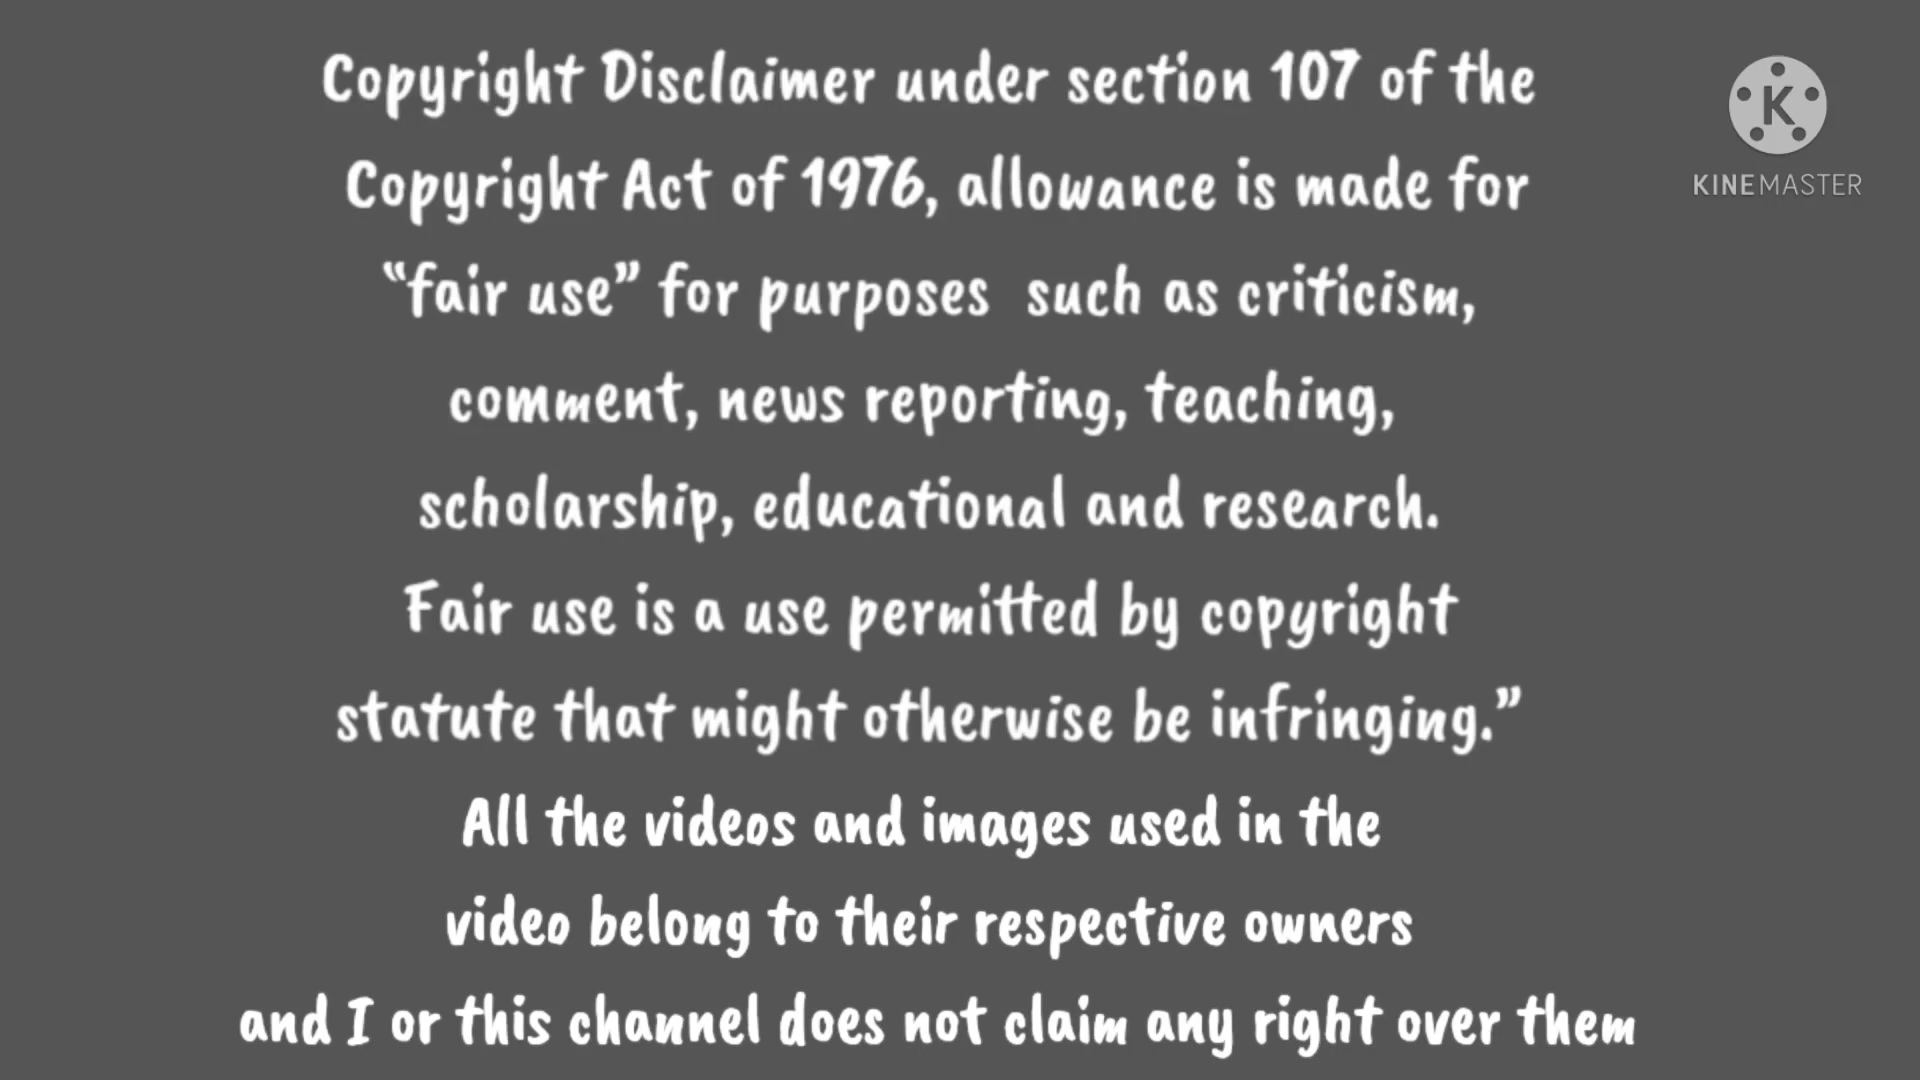 Copyright Disclaimer under section 107 of the
Copyright Act of 1976, allowance is made for
“fair use” for purposes  such as criticism,
comment, news reporting, teaching,
scholarship, educational and research.
Fair use is a use permitted by copyright
statute that might otherwise be infringing.”
All the videos and images used in the
video belong to their respective owners
and I or this channel does not claim any right over them
K
KINEMASTER